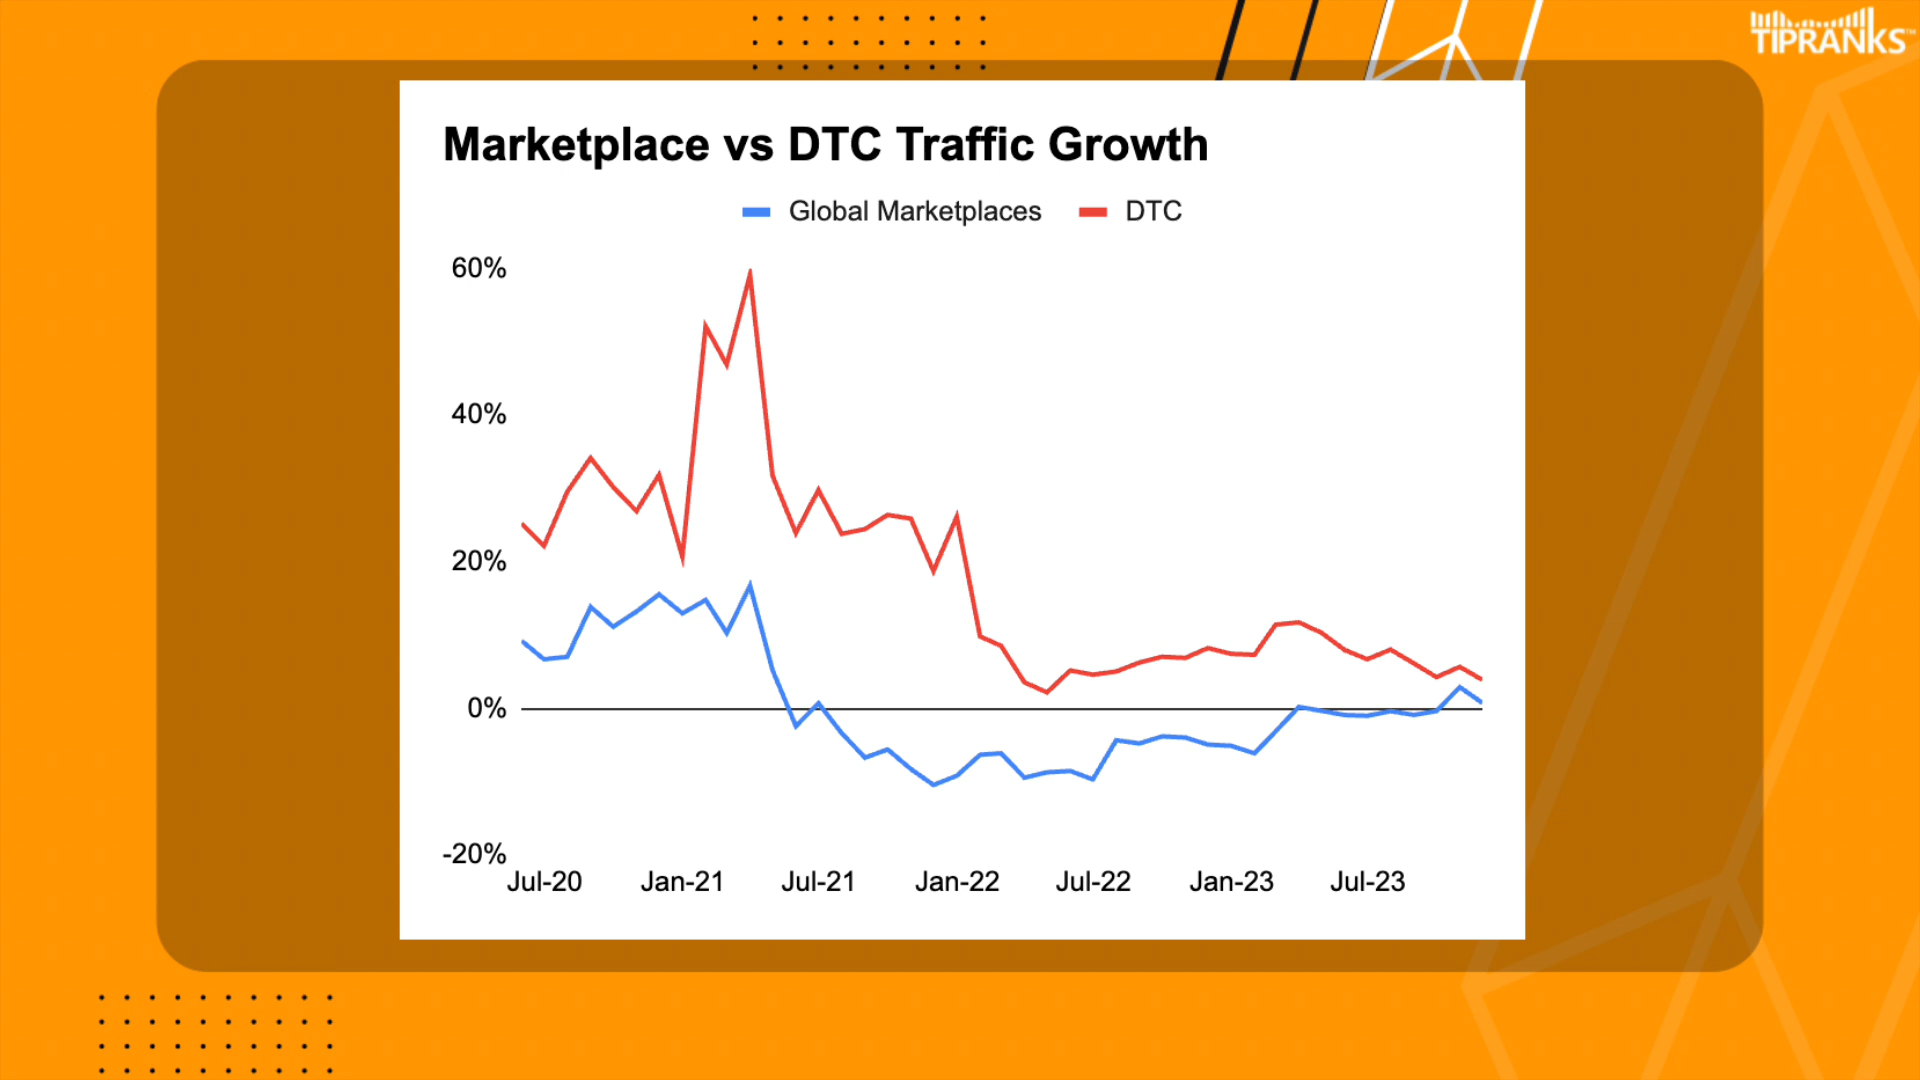 TIPRANKS™
Marketplace vs DTC Traffic Growth
Global Marketplaces DTC
60%
40%
20%
0%
-20%
Jul-20 Jan-21 Jul-21 Jan-22 Jul-22 Jan-23 Jul-23